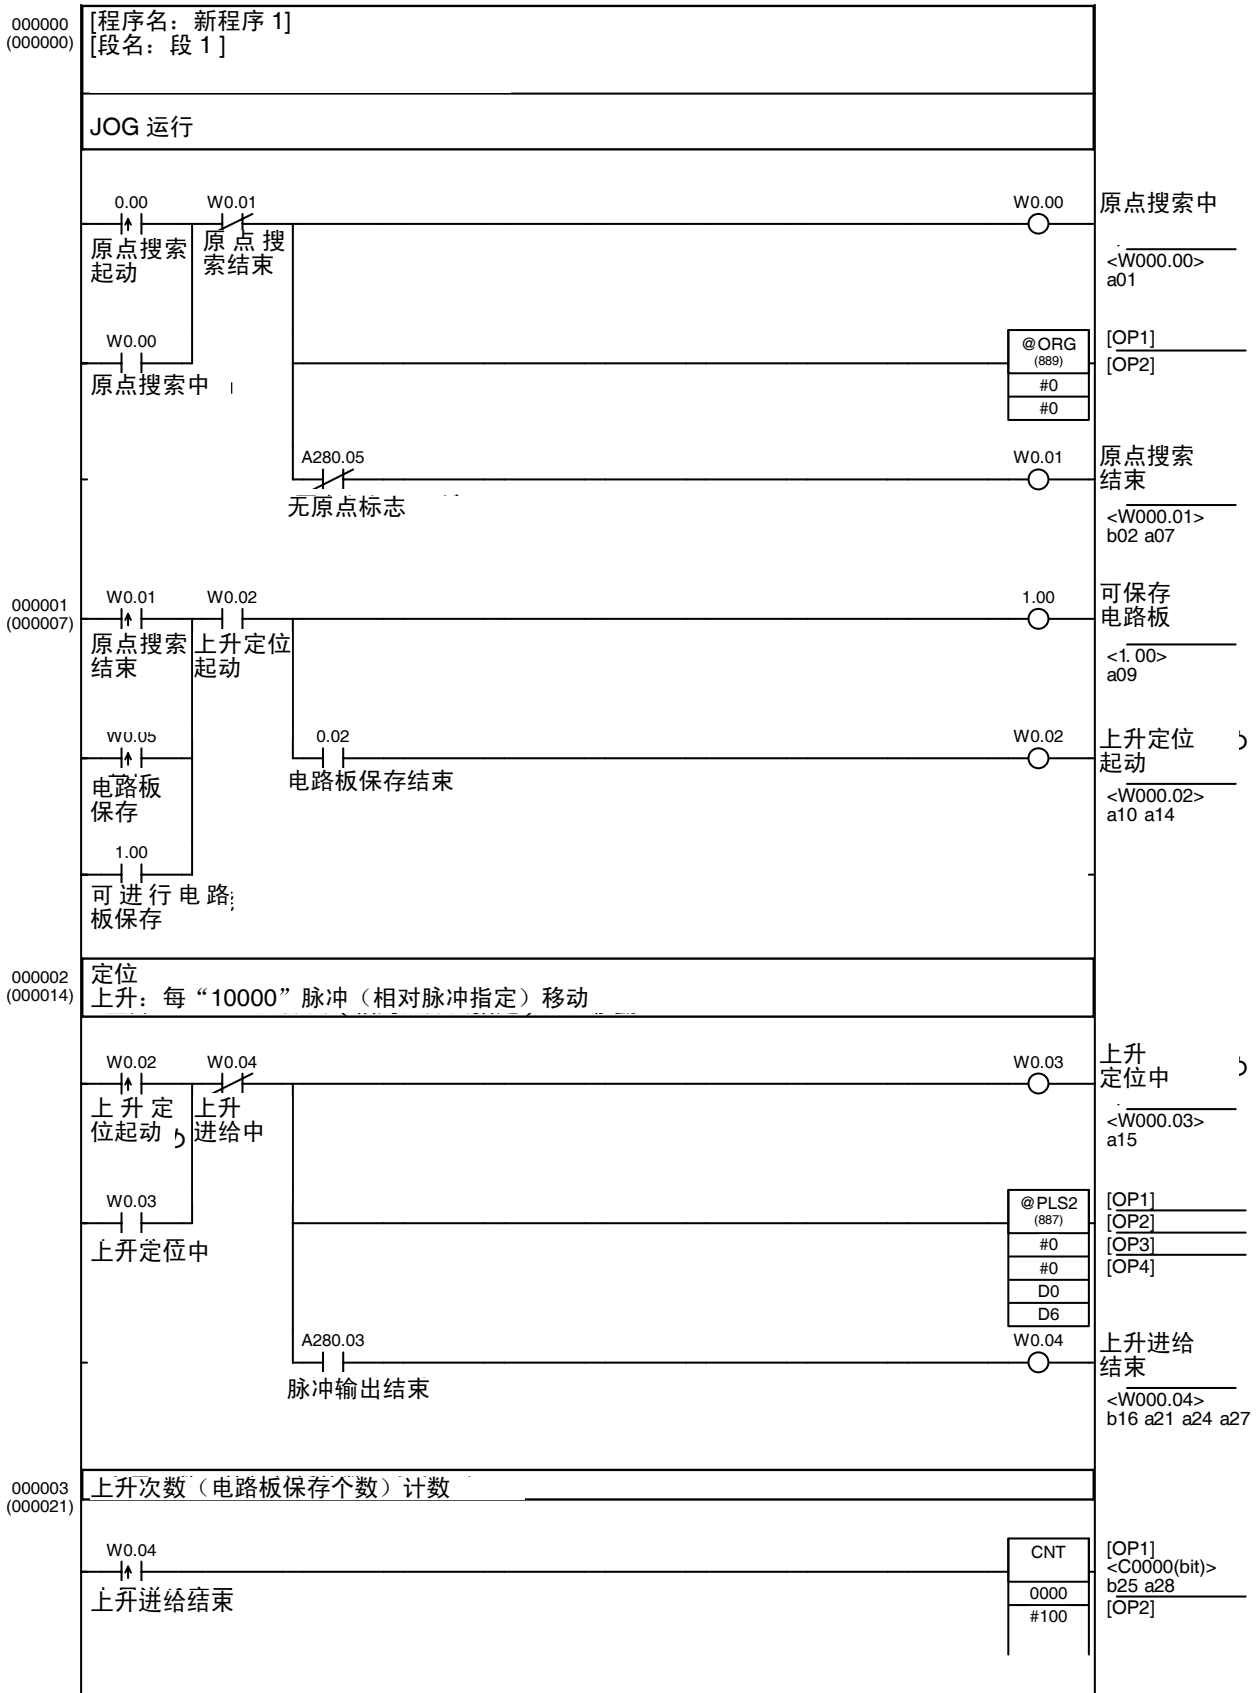 000000
(000000)
[程序名：新程序 1]
[段名：段 1 ]
JOG 运行
0.00
W0.01
W0.00
原点搜索中
原点搜索
起动
原 点 搜
索结束
<W000.00>
a01
W0.00
原点搜索中
@ORG
(889)
#0
#0
[OP1]
[OP2]
A280.05
无原点标志
W0.01
原点搜索
结束
<W000.01>
b02 a07
000001
(000007)
W0.01
W0.02
1.00
可保存
电路板
原点搜索
结束
上升定位
起动
<1.00>
a09
W0.05
电路板
保存
0.02
电路板保存结束
W0.02
上升定位
起动
<W000.02>
a10 a14
1.00
可 进 行 电 路
板保存
000002
(000014)
定位
上升：每“10000”脉冲（相对脉冲指定）移动
W0.02
W0.04
W0.03
上升
定位中
上 升 定
位起动
上升
进给中
<W000.03>
a15
W0.03
上升定位中
@PLS2
(887)
#0
#0
D0
D6
[OP1]
[OP2]
[OP3]
[OP4]
A280.03
脉冲输出结束
W0.04
上升进给
结束
<W000.04>
b16 a21 a24 a27
000003
(000021)
上升次数（电路板保存个数）计数
W0.04
上升进给结束
CNT
0000
#100
[OP1]
<C0000(bit)>
b25 a28
[OP2]